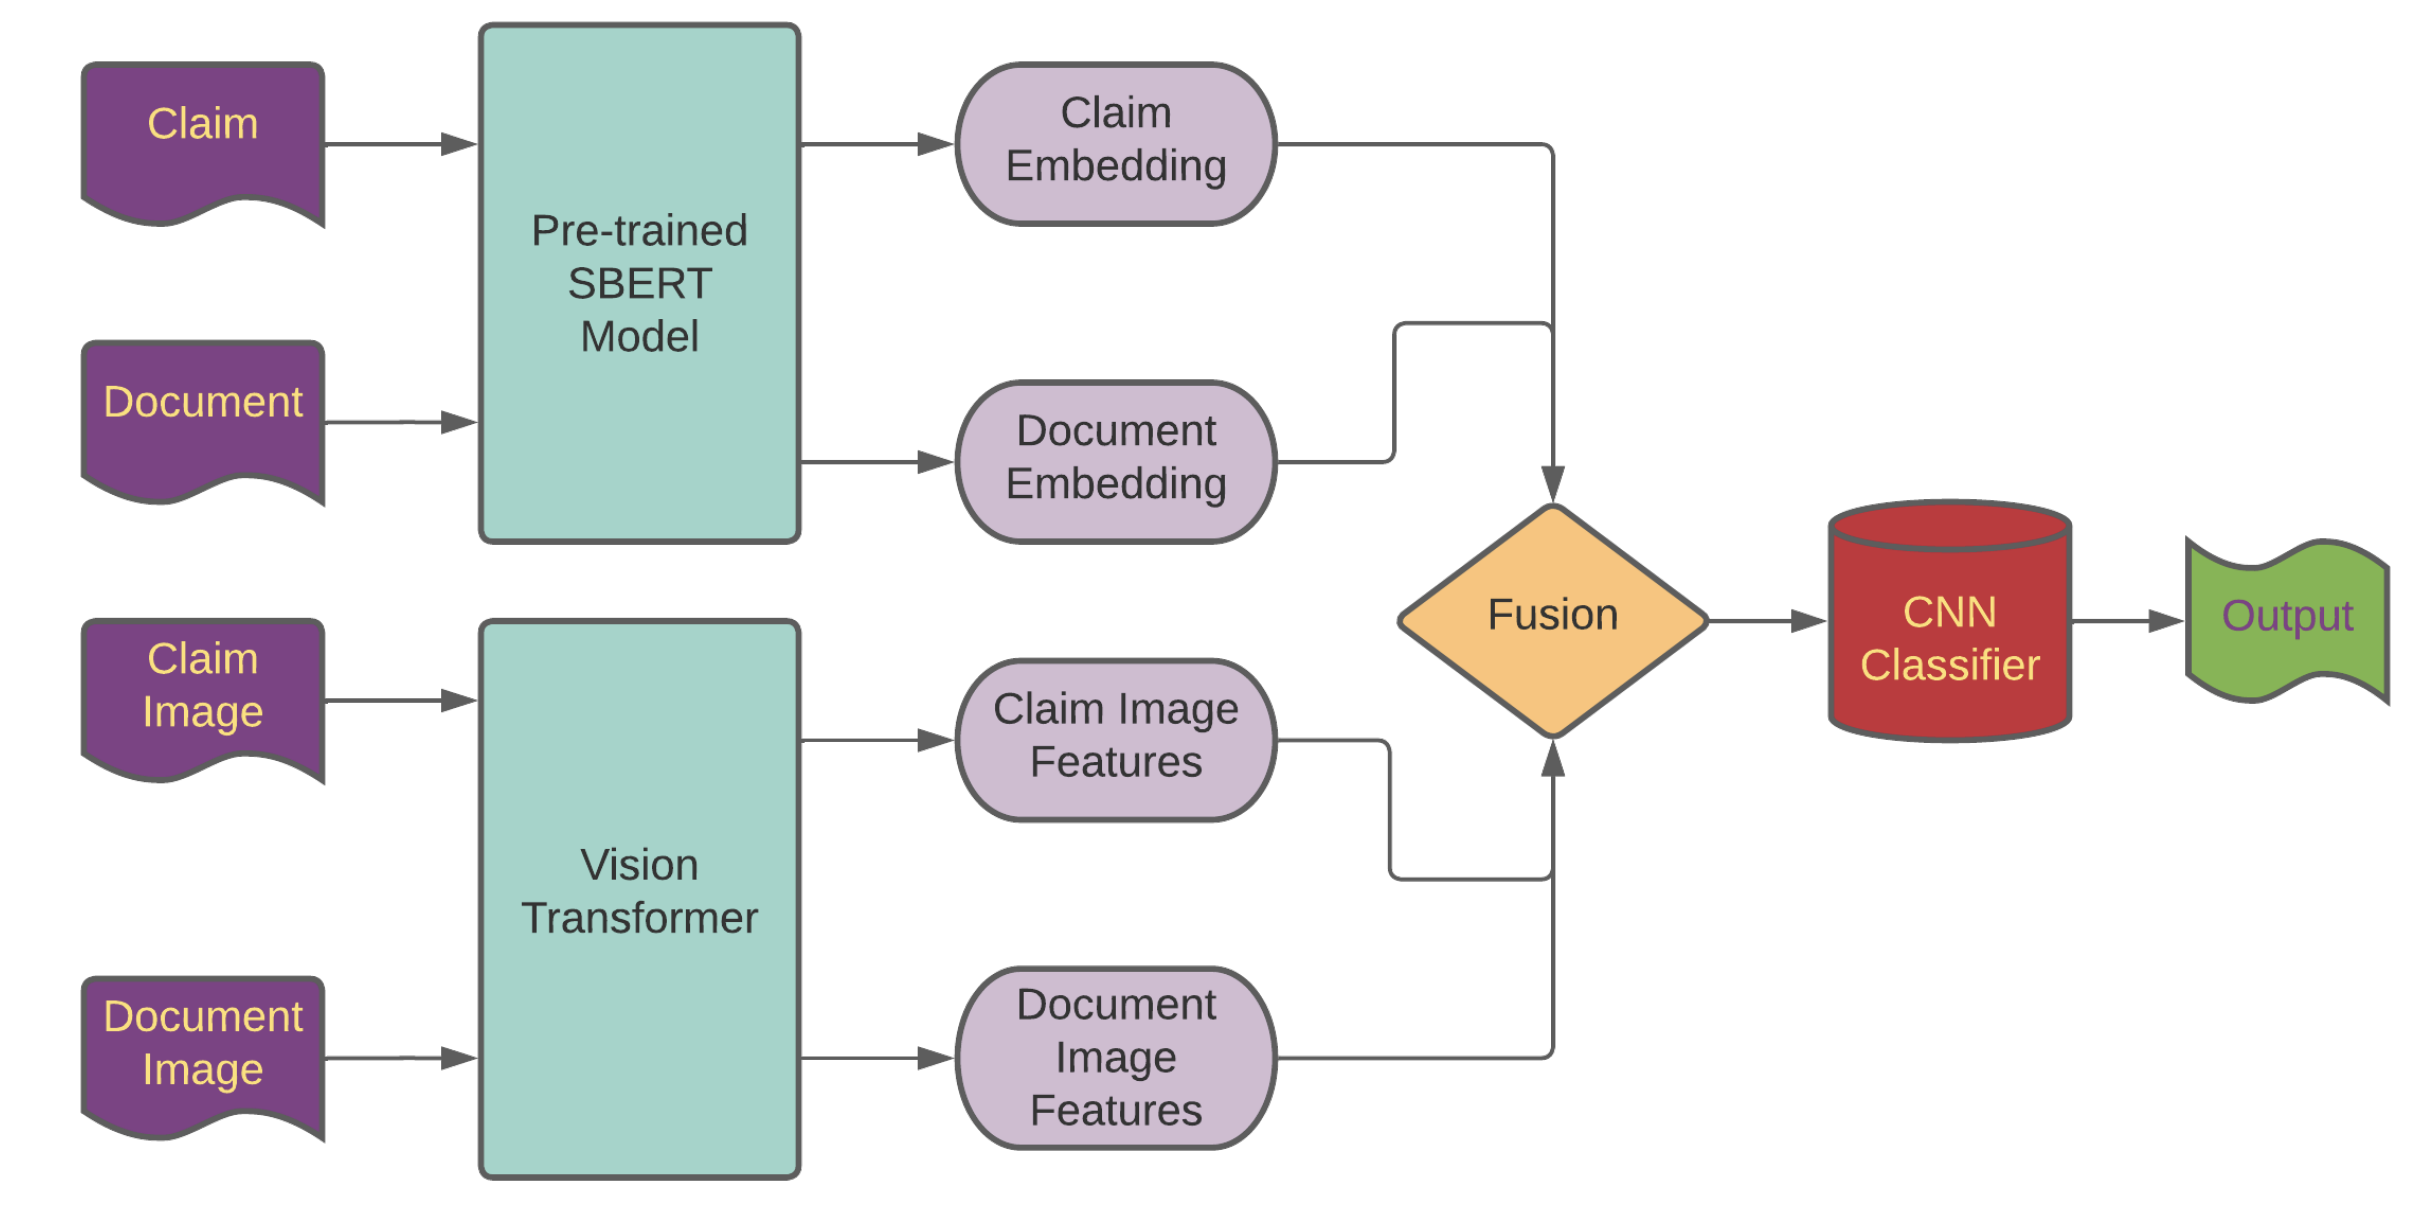 Claim
Document
Claim
Image
Document
Image
Pre-trained
SBERT
Model
Vision
Transformer
Claim
Embedding
Document
Embedding
Claim Image
Features
Document
Image
Features
Fusion
CNN
Classifier
Output